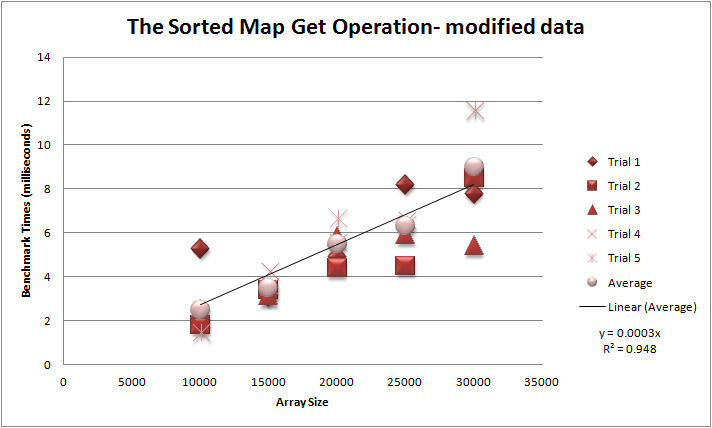 The Sorted Map Get Operation- modified data
14
12
10
8
6
4
2
0
0 5000 10000 15000 20000 25000 30000 35000
Benchmark Times (milliseconds)
Array Size
Trial 1
Trial 2
Trial 3
Trial 4
Trial 5
Average
Linear (Average)
y = 0.0003x
R² = 0.948